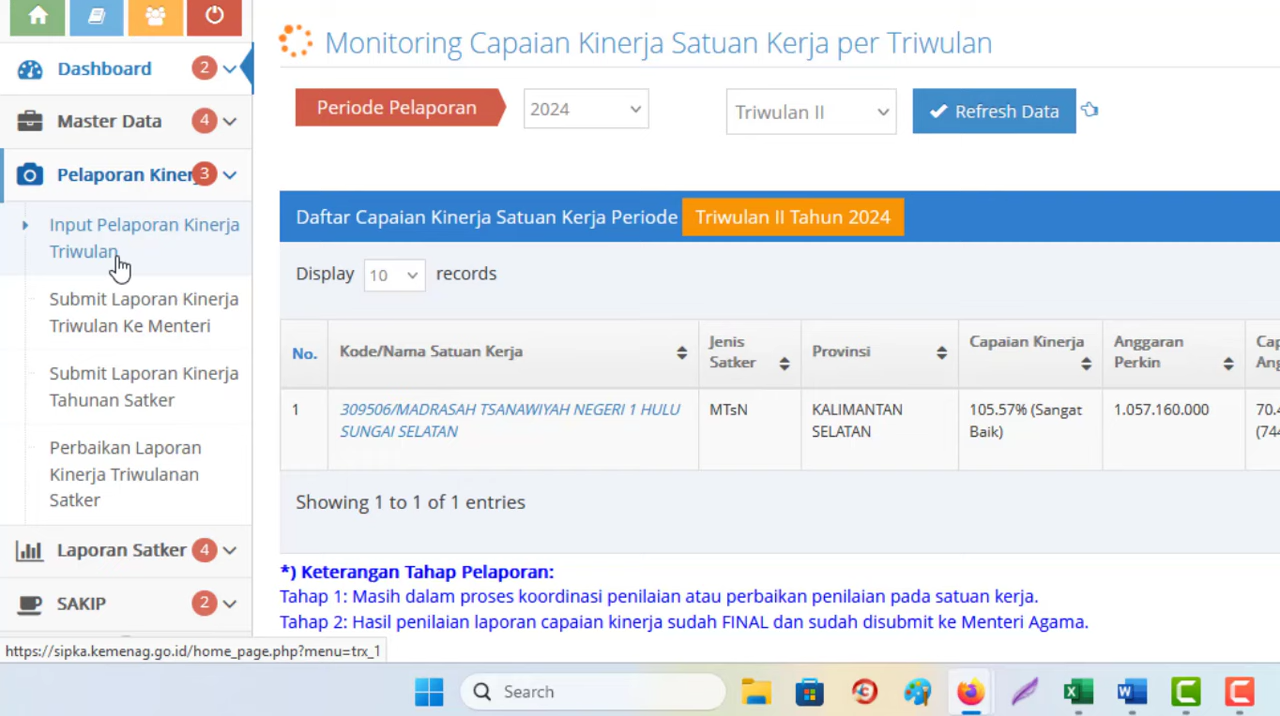 Monitoring Capaian Kinerja Satuan Kerja per Triwulan
Dashboard 2
Periode Pelaporan 2024 Triwulan II Refresh Data
Master Data 4
Pelaporan Kiner 3
Input Pelaporan Kinerja
Triwulan
Submit Laporan Kinerja
Triwulan Ke Menteri
Submit Laporan Kinerja
Tahunan Satker
Perbaikan Laporan
Kinerja Triwulanan
Satker
Laporan Satker 4
SAKIP 2
Daftar Capaian Kinerja Satuan Kerja Periode Triwulan II Tahun 2024
Display 10 records
No. Kode/Nama Satuan Kerja Jenis Satker Provinsi Capaian Kinerja Anggaran Perkin Cap Ang
1 309506/MADRASAH TSANAWIYAH NEGERI 1 HULU MTsN KALIMANTAN 105.57% (Sangat 1.057.160.000 70.4
SUNGAI SELATAN SELATAN Baik) (744
Showing 1 to 1 of 1 entries
*) Keterangan Tahap Pelaporan:
Tahap 1: Masih dalam proses koordinasi penilaian atau perbaikan penilaian pada satuan kerja.
Tahap 2: Hasil penilaian laporan capaian kinerja sudah FINAL dan sudah disubmit ke Menteri Agama.
https://sipka.kemenag.go.id/home_page.php?menu=trx_1
Search